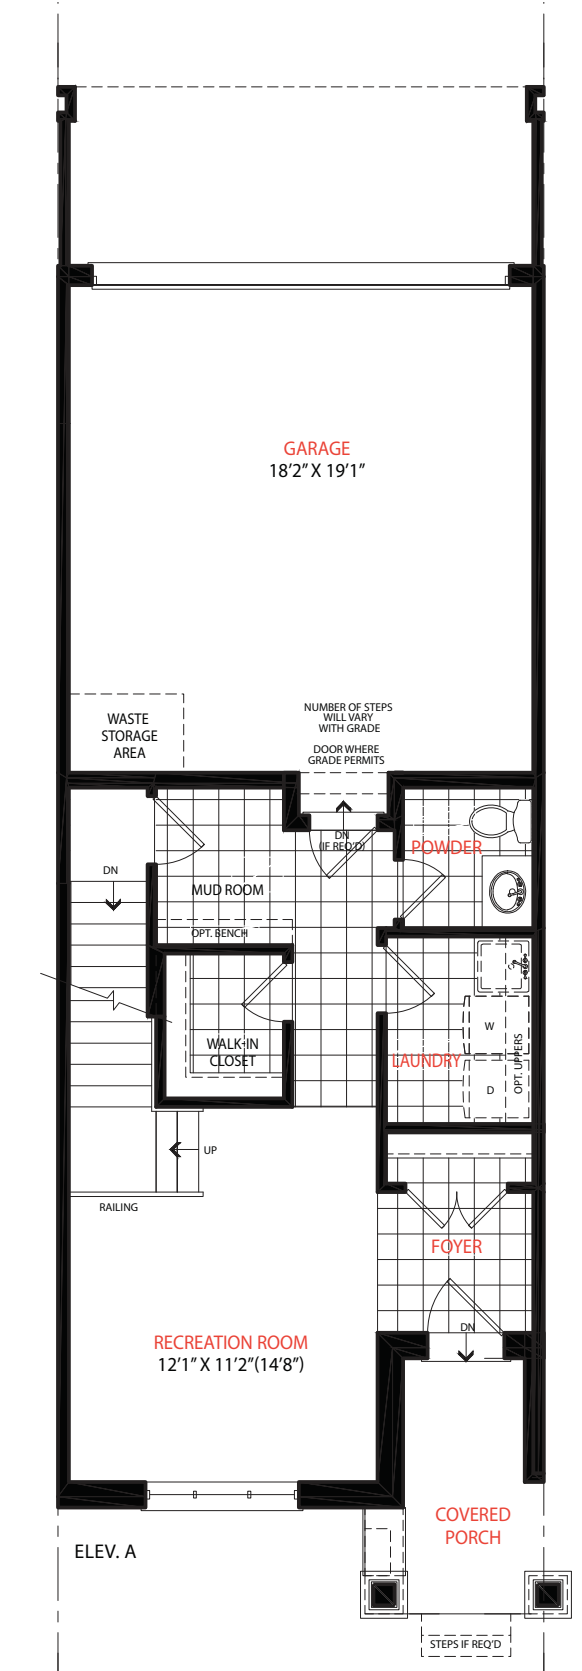 GARAGE
18'2" X 19'1"
WASTE
STORAGE
AREA
NUMBER OF STEPS
WILL VARY
WITH GRADE
DOOR WHERE
GRADE PERMITS
DN
(IF REQ'D)
POWDER
DN
MUD ROOM
OPT. BENCH
WALK-IN
CLOSET
W
LAUNDRY
OPT. UPPERS
D
UP
RAILING
FOYER
DN
RECREATION ROOM
12'1" X 11'2"(14'8")
COVERED
PORCH
ELEV. A
STEPS IF REQ'D